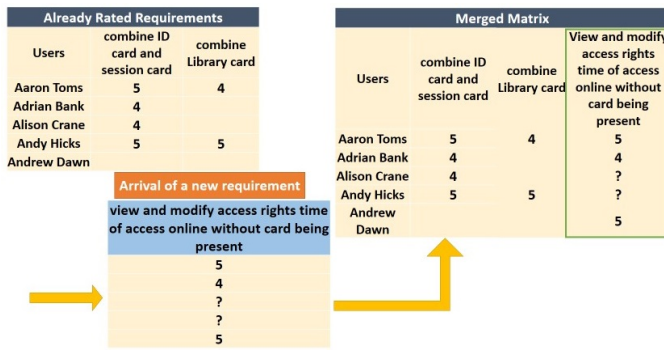 Already Rated Requirements
Users
combine ID
card and
session card
combine
Library card
Aaron Toms 5 4
Adrian Bank 4
Alison Crane 4
Andy Hicks 5 5
Andrew Dawn
Arrival of a new requirement
view and modify access rights time
of access online without card being
present
5
4
?
?
5
Merged Matrix
Users
combine ID
card and
session card
combine
Library card
View and modify
access rights
time of access
online without
card being
present
Aaron Toms 5 4 5
Adrian Bank 4 4
Alison Crane 4 ?
Andy Hicks 5 5 ?
Andrew
Dawn
5